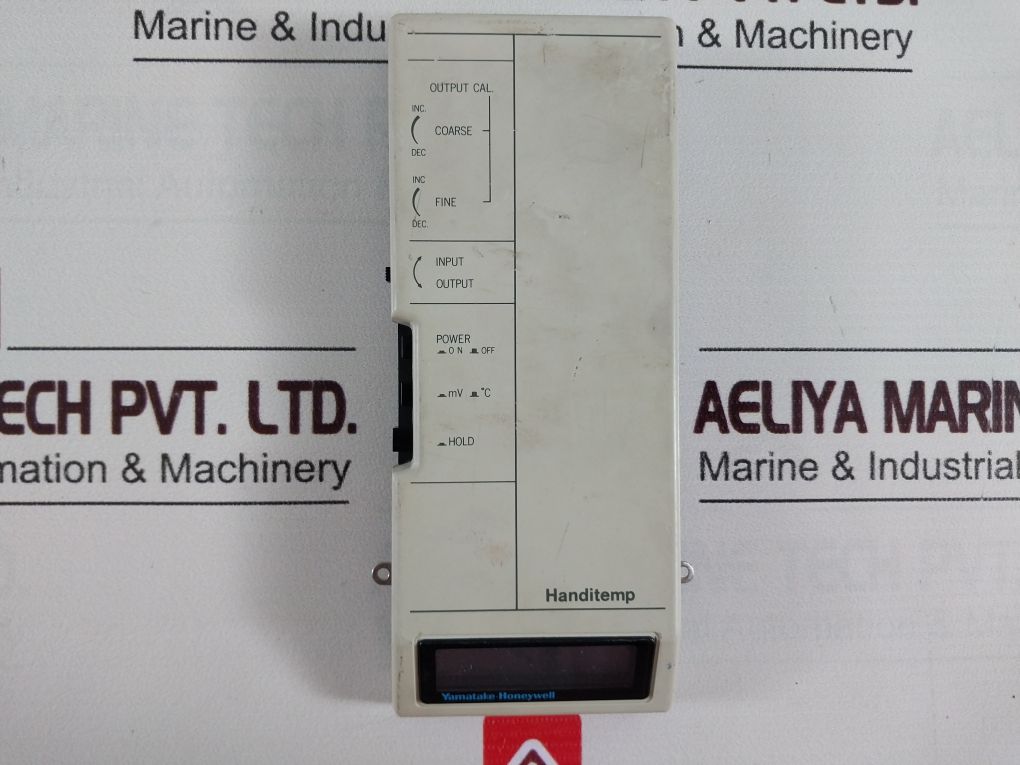 Marine & Indu
& Machinery
OUTPUT CAL.
INC.
COARSE
DEC
INC
FINE
DEC.
INPUT
OUTPUT
POWER
ON OFF
mV °C
HOLD
ECH PVT. LTD.
mation & Machinery
AELIYA MARIN
Marine & Industrial
Handitemp
Yamatake-Honeywell